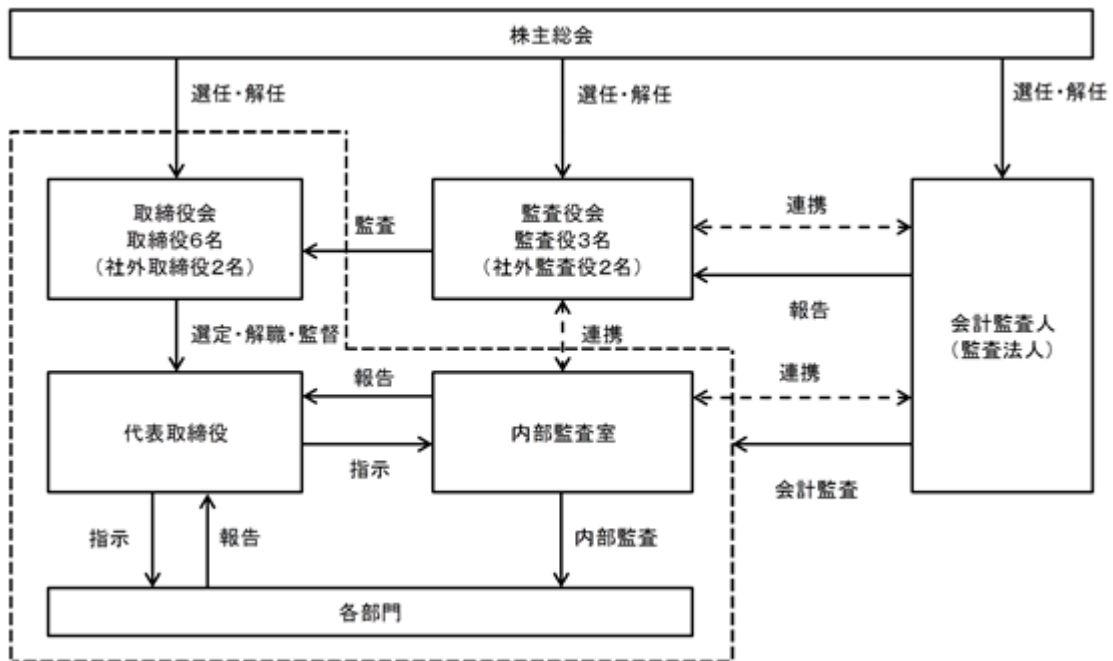 株主総会
選任・解任
選任・解任
選任・解任
取締役会
取締役6名
(社外取締役2名)
監査
監査役会
監査役3名
(社外監査役2名)
連携
報告
会計監査人
(監査法人)
選定・解職・監督
連携
報告
連携
代表取締役
指示
内部監査室
会計監査
指示
報告
内部監査
各部門